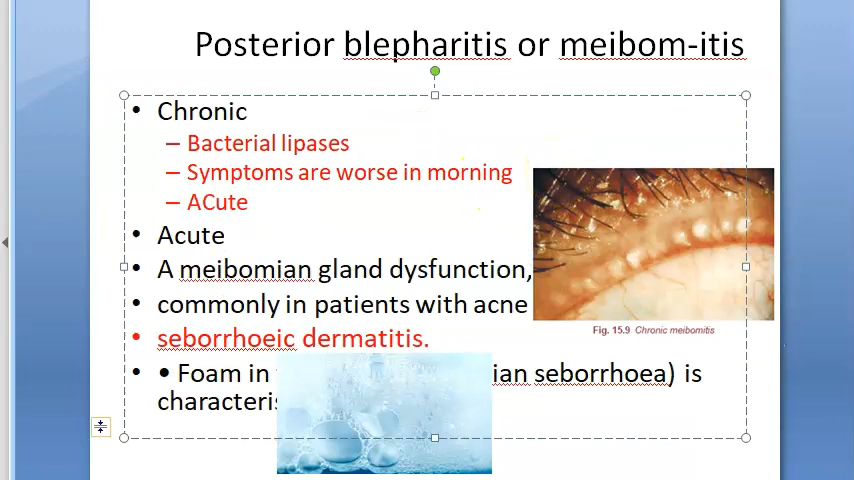 Posterior blepharitis or meibom-itis
• Chronic
– Bacterial lipases
– Symptoms are worse in morning
– ACute
• Acute
• A meibomian gland dysfunction,
• commonly in patients with acne
• seborrhoeic dermatitis.
• • Foam in ian seborrhoea) is
characteris
Fig. 15.9 Chronic meibomitis